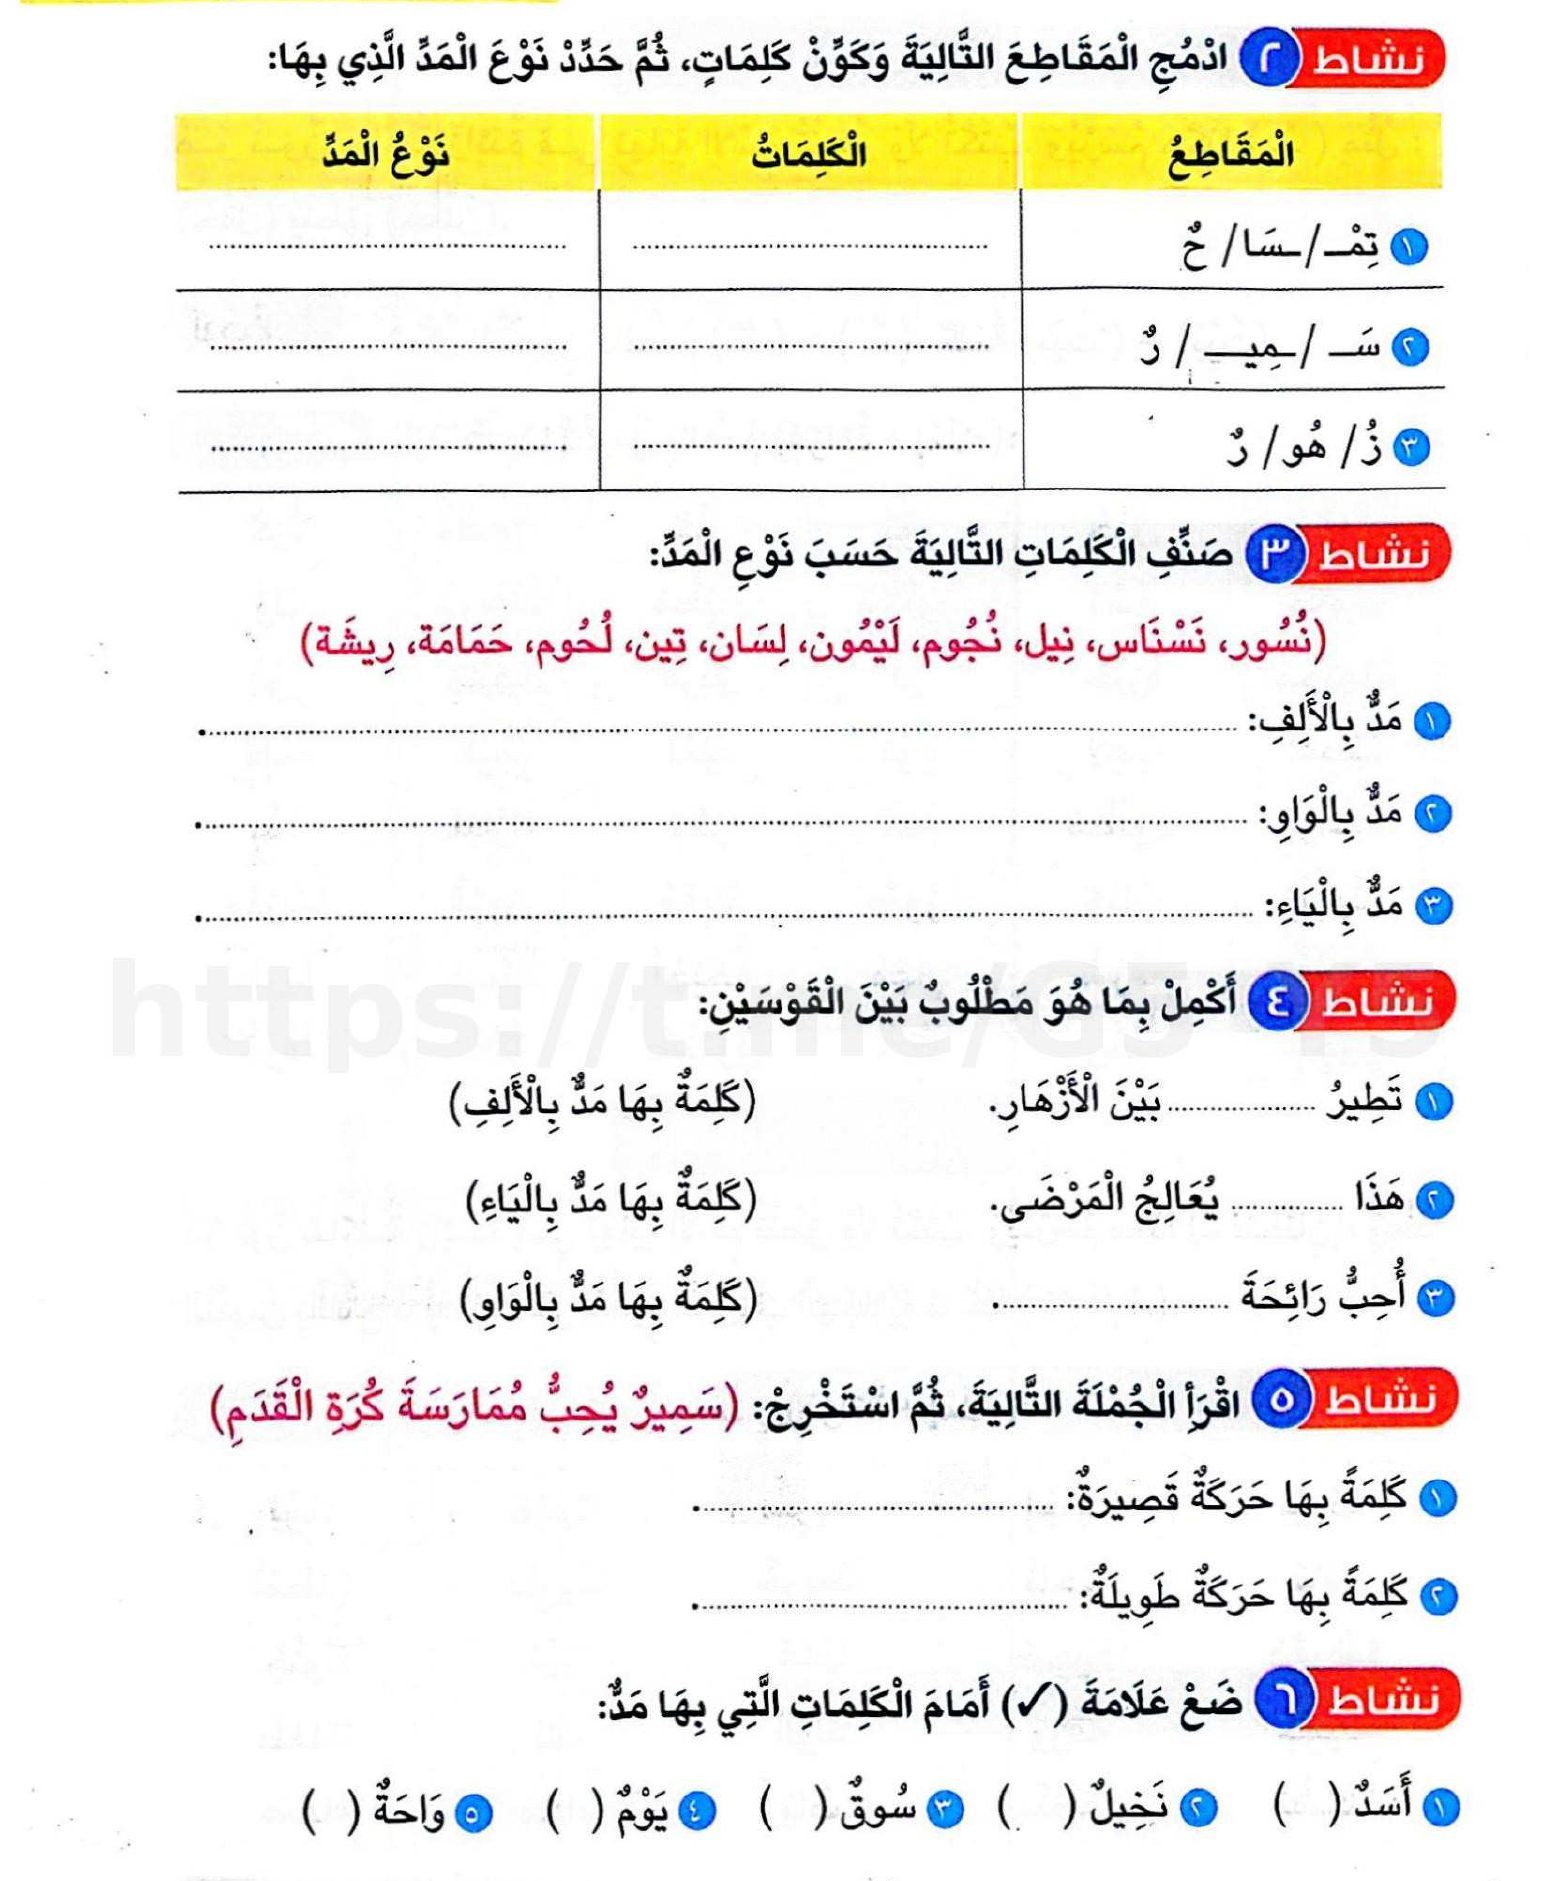 نشاط ٢ ادْمُجِ الْمَقَاطِعَ التَّالِيَةَ وَكَوِّنْ كَلِمَاتٍ، ثُمَّ حَدِّدْ نَوْعَ الْمَدِّ الَّذِي بِهَا:
الْمَقَاطِعُ الْكَلِمَاتُ نَوْعُ الْمَدِّ
١ تِمْـ/ـسَا/ حٌ
٢ سَـ /ـمِيـ / رٌ
٣ زُ/ هُو/ رٌ
نشاط ٣ صَنِّفِ الْكَلِمَاتِ التَّالِيَةَ حَسَبَ نَوْعِ الْمَدِّ:
(نُسُور، نَسْنَاس، نِيل، نُجُوم، لَيْمُون، لِسَان، تِين، لُحُوم، حَمَامَة، رِيشَة)
١ مَدٌّ بِالْأَلِفِ: .
٢ مَدٌّ بِالْوَاوِ: .
٣ مَدٌّ بِالْيَاءِ: .
نشاط ٤ أَكْمِلْ بِمَا هُوَ مَطْلُوبٌ بَيْنَ الْقَوْسَيْنِ:
١ تَطِيرُ ........ بَيْنَ الْأَزْهَارِ. (كَلِمَةٌ بِهَا مَدٌّ بِالْأَلِفِ)
٢ هَذَا ........ يُعَالِجُ الْمَرْضَى. (كَلِمَةٌ بِهَا مَدٌّ بِالْيَاءِ)
٣ أُحِبُّ رَائِحَةَ ........ . (كَلِمَةٌ بِهَا مَدٌّ بِالْوَاوِ)
نشاط ٥ اقْرَأِ الْجُمْلَةَ التَّالِيَةَ، ثُمَّ اسْتَخْرِجْ: (سَمِيرٌ يُحِبُّ مُمَارَسَةَ كُرَةِ الْقَدَمِ)
١ كَلِمَةً بِهَا حَرَكَةٌ قَصِيرَةٌ: .
٢ كَلِمَةً بِهَا حَرَكَةٌ طَوِيلَةٌ: .
نشاط ٦ ضَعْ عَلَامَةَ (✓) أَمَامَ الْكَلِمَاتِ الَّتِي بِهَا مَدٌّ:
١ أَسَدٌ ( ) ٢ نَخِيلٌ ( ) ٣ سُوقٌ ( ) ٤ يَوْمٌ ( ) ٥ وَاحَةٌ ( )